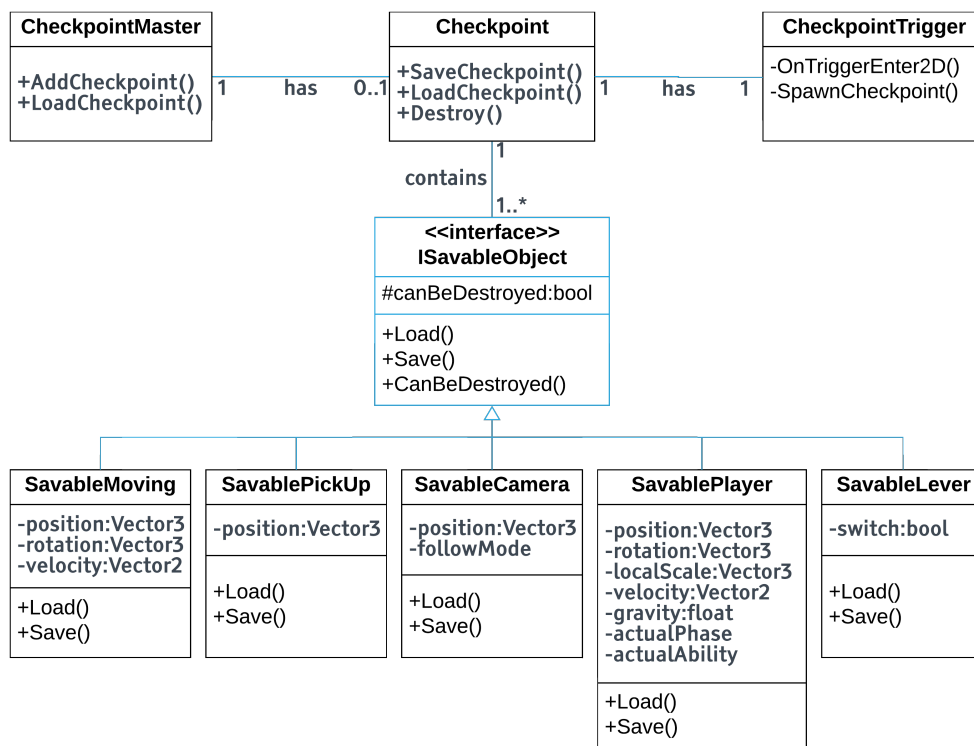 CheckpointMaster
+AddCheckpoint()
+LoadCheckpoint()
1
has
0..1
Checkpoint
+SaveCheckpoint()
+LoadCheckpoint()
+Destroy()
1
has
1
CheckpointTrigger
-OnTriggerEnter2D()
-SpawnCheckpoint()
1
contains
1..*
<<interface>>
ISavableObject
#canBeDestroyed:bool
+Load()
+Save()
+CanBeDestroyed()
SavableMoving
-position:Vector3
-rotation:Vector3
-velocity:Vector2
+Load()
+Save()
SavablePickUp
-position:Vector3
+Load()
+Save()
SavableCamera
-position:Vector3
-followMode
+Load()
+Save()
SavablePlayer
-position:Vector3
-rotation:Vector3
-localScale:Vector3
-velocity:Vector2
-gravity:float
-actualPhase
-actualAbility
+Load()
+Save()
SavableLever
-switch:bool
+Load()
+Save()